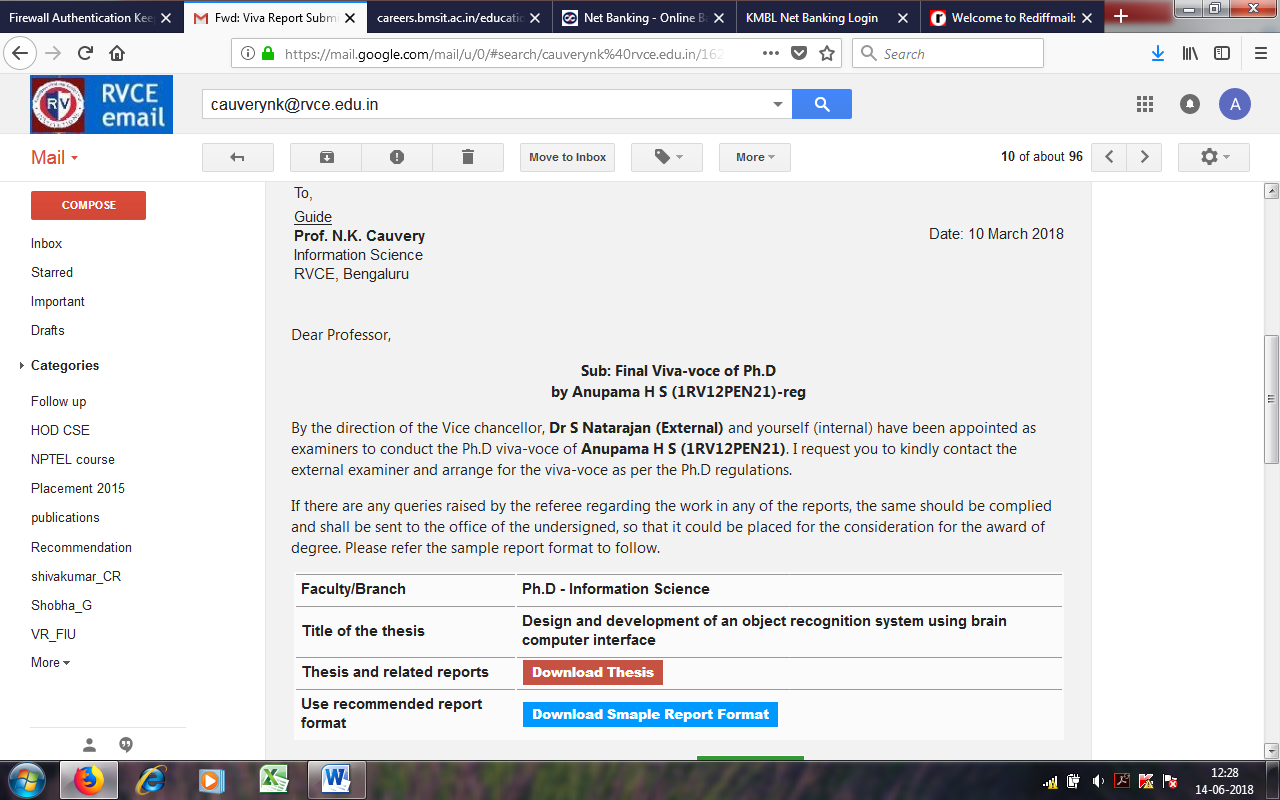 Firewall Authentication Kee
Fwd: Viva Report Subm
careers.bmsit.ac.in/educatio
Net Banking - Online B
KMBL Net Banking Login
Welcome to Rediffmail:
https://mail.google.com/mail/u/0/#search/cauverynk%40rvce.edu.in/162
Search
RV
RVCE
email
cauverynk@rvce.edu.in
A
Mail
Move to Inbox
More
10 of about 96
COMPOSE
Inbox
Starred
Important
Drafts
Categories
Follow up
HOD CSE
NPTEL course
Placement 2015
publications
Recommendation
shivakumar_CR
Shobha_G
VR_FIU
More
To,
Guide
Prof. N.K. Cauvery
Date: 10 March 2018
Information Science
RVCE, Bengaluru
Dear Professor,
Sub: Final Viva-voce of Ph.D
by Anupama H S (1RV12PEN21)-reg
By the direction of the Vice chancellor, Dr S Natarajan (External) and yourself (internal) have been appointed as
examiners to conduct the Ph.D viva-voce of Anupama H S (1RV12PEN21). I request you to kindly contact the
external examiner and arrange for the viva-voce as per the Ph.D regulations.
If there are any queries raised by the referee regarding the work in any of the reports, the same should be complied
and shall be sent to the office of the undersigned, so that it could be placed for the consideration for the award of
degree. Please refer the sample report format to follow.
Faculty/Branch
Ph.D - Information Science
Title of the thesis
Design and development of an object recognition system using brain
computer interface
Thesis and related reports
Download Thesis
Use recommended report
format
Download Smaple Report Format
12:28
14-06-2018